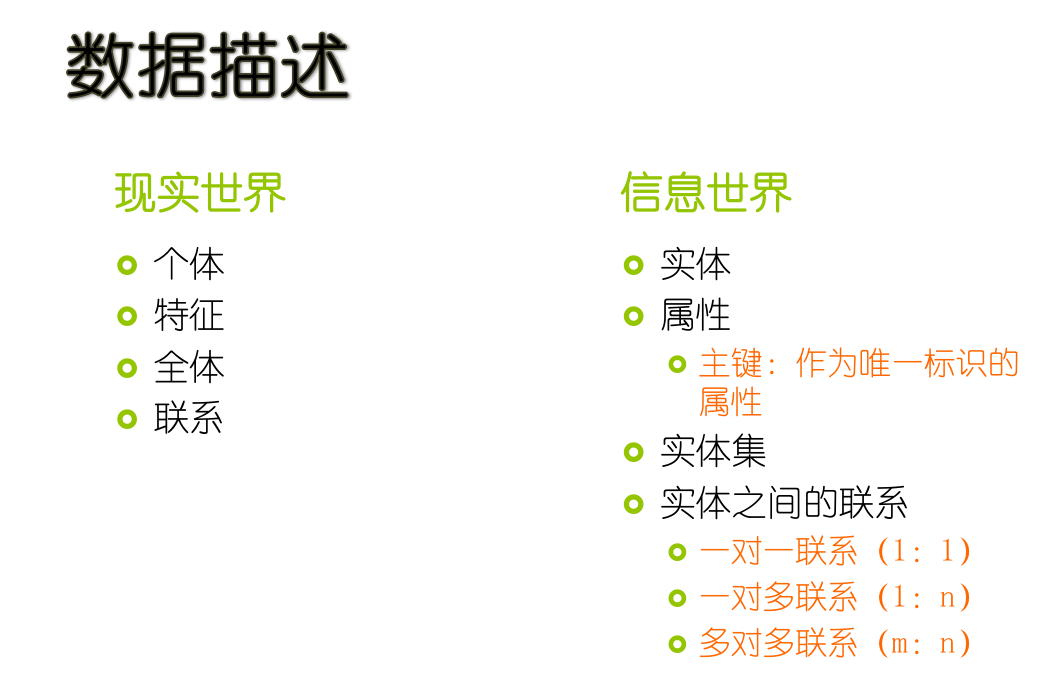 数据描述
现实世界
个体
特征
全体
联系
信息世界
实体
属性
主键：作为唯一标识的
属性
实体集
实体之间的联系
一对一联系（1：1）
一对多联系（1：n）
多对多联系（m：n）